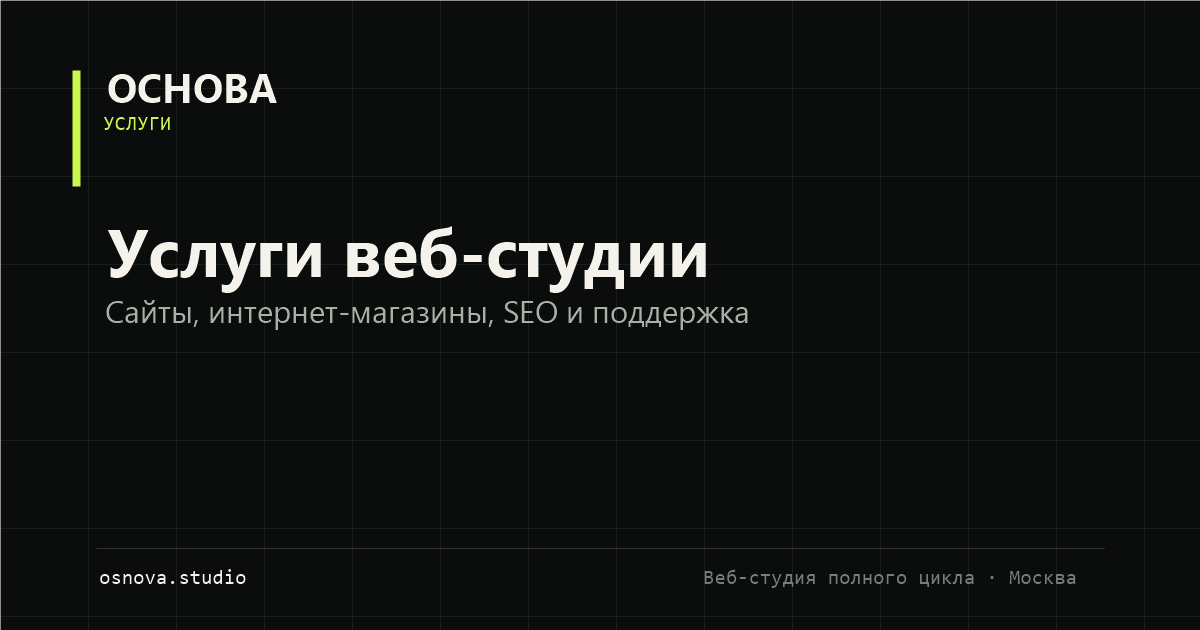 ОСНОВА
УСЛУГИ
Услуги веб-студии
Сайты, интернет-магазины, SEO и поддержка
osnova.studio
Веб-студия полного цикла · Москва